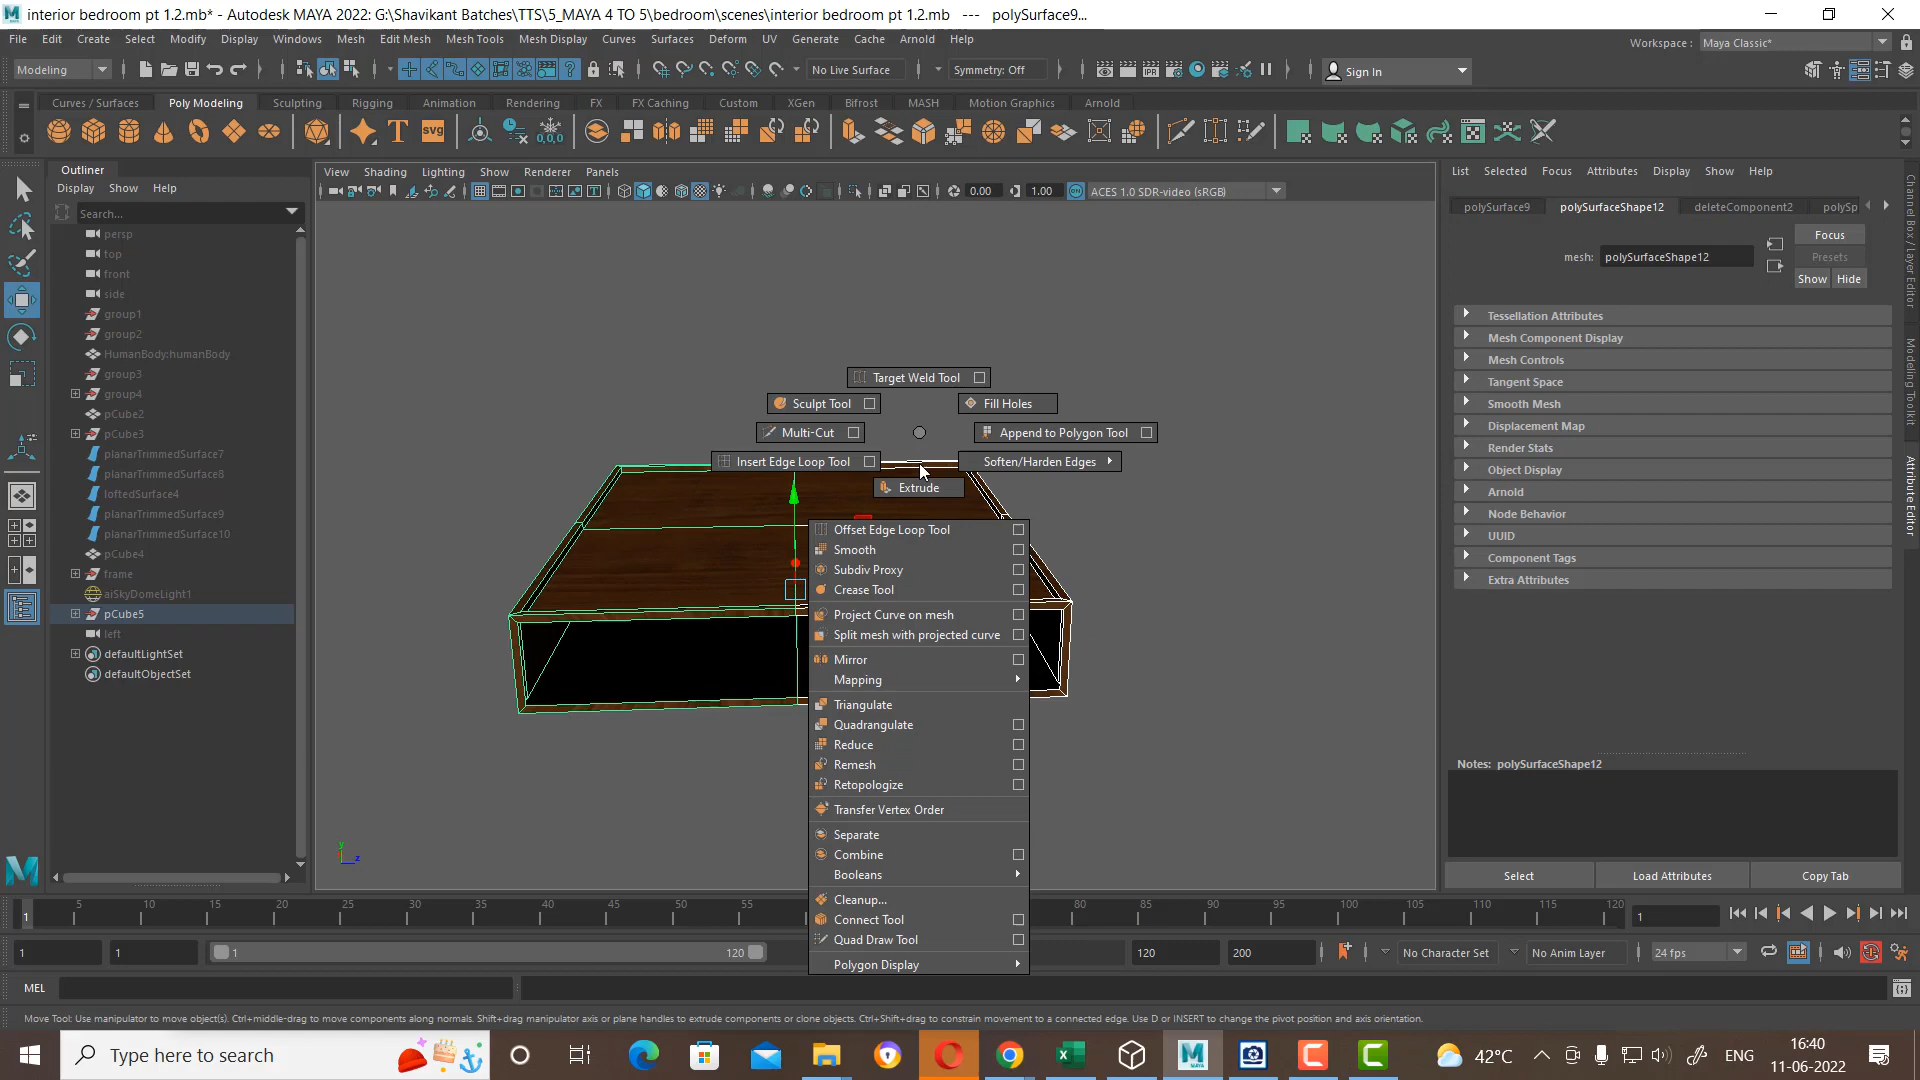 interior bedroom pt 1.2.mb* - Autodesk MAYA 2022: G:\Shavikant Batches\TTS\5_MAYA 4 TO 5\bedroom\scenes\interior bedroom pt 1.2.mb --- polySurface9...
File Edit Create Select Modify Display Windows Mesh Edit Mesh Mesh Tools Mesh Display Curves Surfaces Deform UV Generate Cache Arnold Help
Workspace : Maya Classic*
Modeling No Live Surface Symmetry: Off Sign In
Curves / Surfaces Poly Modeling Sculpting Rigging Animation Rendering FX FX Caching Custom XGen Bifrost MASH Motion Graphics Arnold
SVG 0,0,0
Outliner
Display Show Help
Search...
persp
top
front
side
group1
group2
HumanBody:humanBody
group3
group4
pCube2
pCube3
planarTrimmedSurface7
planarTrimmedSurface8
loftedSurface4
planarTrimmedSurface9
planarTrimmedSurface10
pCube4
frame
aiSkyDomeLight1
pCube5
left
defaultLightSet
defaultObjectSet
View Shading Lighting Show Renderer Panels
0.00 1.00 ACES 1.0 SDR-video (sRGB)
Target Weld Tool
Sculpt Tool Fill Holes
Multi-Cut Append to Polygon Tool
Insert Edge Loop Tool Soften/Harden Edges
Extrude
Offset Edge Loop Tool
Smooth
Subdiv Proxy
Crease Tool
Project Curve on mesh
Split mesh with projected curve
Mirror
Mapping
Triangulate
Quadrangulate
Reduce
Remesh
Retopologize
Transfer Vertex Order
Separate
Combine
Booleans
Cleanup...
Connect Tool
Quad Draw Tool
Polygon Display
y
z
List Selected Focus Attributes Display Show Help
polySurface9 polySurfaceShape12 deleteComponent2 polySp
mesh: polySurfaceShape12
Focus
Presets
Show Hide
Tessellation Attributes
Mesh Component Display
Mesh Controls
Tangent Space
Smooth Mesh
Displacement Map
Render Stats
Object Display
Arnold
Node Behavior
UUID
Component Tags
Extra Attributes
Notes: polySurfaceShape12
Select Load Attributes Copy Tab
Channel Box / Layer Editor
Modeling Toolkit
Attribute Editor
1 5 10 15 20 25 30 35 40 45 50 55 80 85 90 95 100 105 110 115 120 1
1 1 1 120 120 200 No Character Set No Anim Layer 24 fps
MEL
Move Tool: Use manipulator to move object(s). Ctrl+middle-drag to move components along normals. Shift+drag manipulator axis or plane handles to extrude components or clone objects. Ctrl+Shift+drag to constrain movement to a connected edge. Use D or INSERT to change the pivot position and axis orientation.
Type here to search
42°C ENG
16:40
11-06-2022